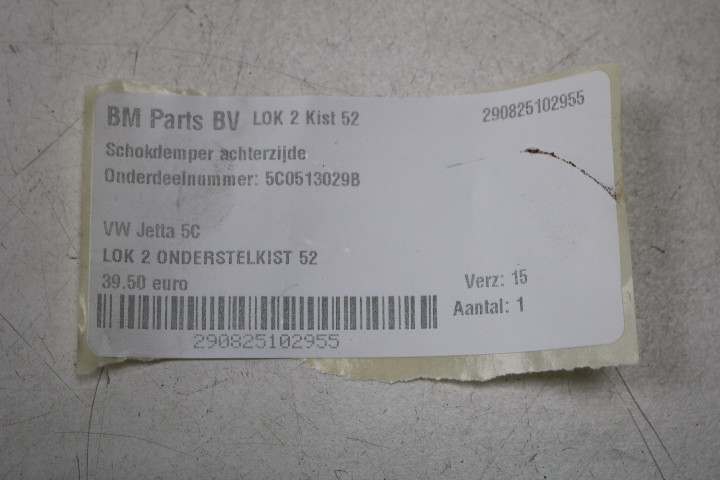 BM Parts BV LOK 2 Kist 52 290825102955
Schokdemper achterzijde
Onderdeelnummer: 5C0513029B
VW Jetta 5C
LOK 2 ONDERSTELKIST 52
39.50 euro Verz: 15
Aantal: 1
290825102955